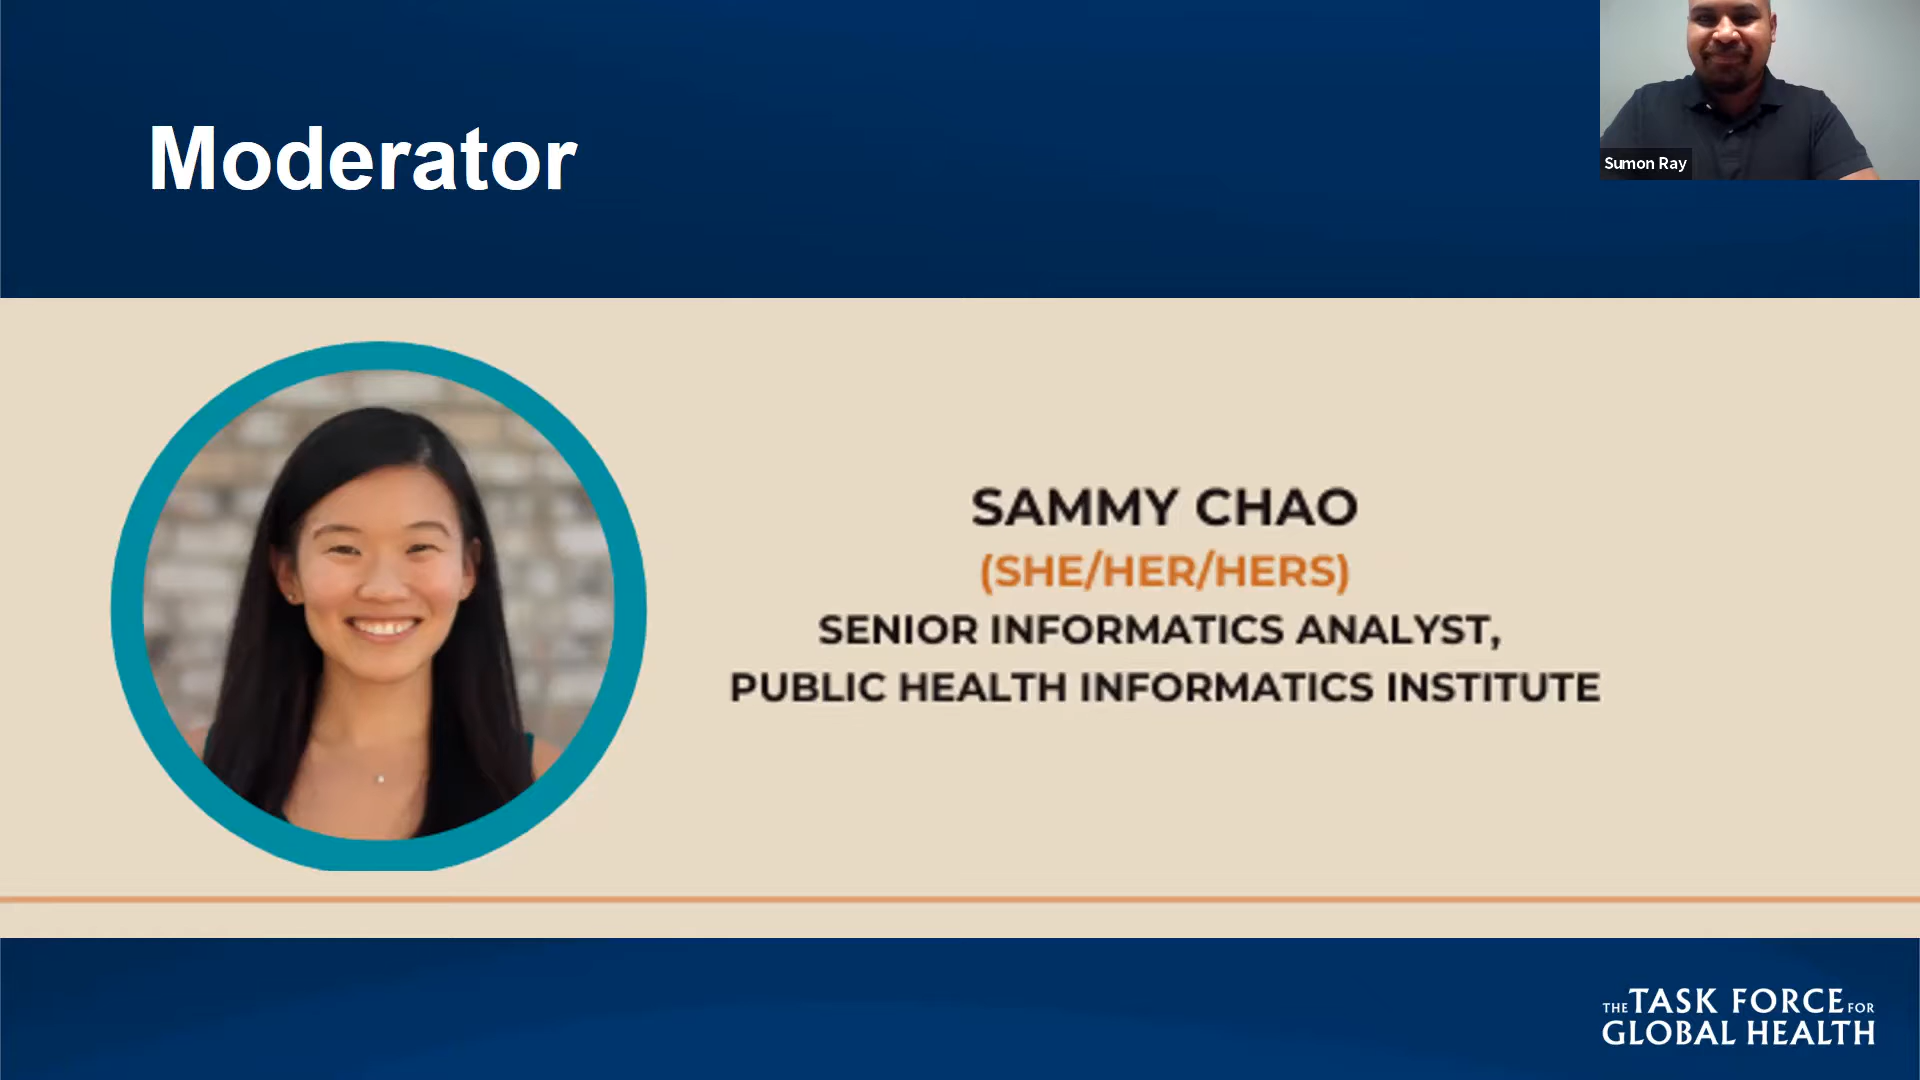 Moderator
Sumon Ray
SAMMY CHAO
(SHE/HER/HERS)
SENIOR INFORMATICS ANALYST,
PUBLIC HEALTH INFORMATICS INSTITUTE
THE TASK FORCE FOR
GLOBAL HEALTH